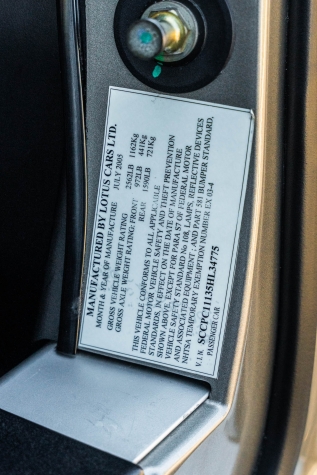 MANUFACTURED BY LOTUS CARS LTD.
MONTH & YEAR OF MANUFACTURE JULY 2005
GROSS VEHICLE WEIGHT RATING 2562LB 1162Kg
GROSS AXLE WEIGHT RATING: FRONT 972LB 441Kg
REAR 1590LB 721Kg
THIS VEHICLE CONFORMS TO ALL APPLICABLE
FEDERAL MOTOR VEHICLE SAFETY AND THEFT PREVENTION
STANDARDS, IN EFFECT ON THE DATE OF MANUFACTURE
SHOWN ABOVE, EXCEPT FOR PARAS7 OF FEDERAL MOTOR
VEHICLE SAFETY STANDARD NO.108, LAMPS, REFLECTIVE DEVICES
AND ASSOCIATED EQUIPMENT ; AND PART 581 BUMPER STANDARD,
NHTSA TEMPORARY EXEMPTION NUMBER EX 03-4
V.I.N. SCCPC11135HL34775
PASSENGER CAR